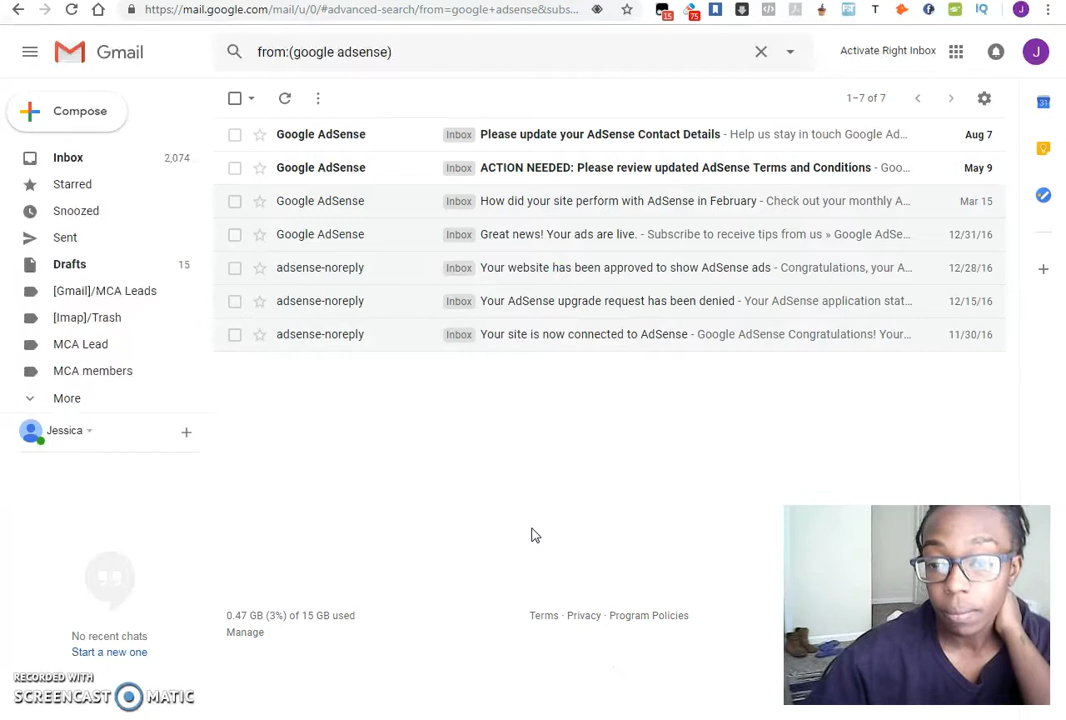 https://mail.google.com/mail/u/0/#advanced-search/from=google+adsense&subs...
15
75
T
IQ
J
Gmail
from:(google adsense)
Activate Right Inbox
J
Compose
1–7 of 7
31
Google AdSense Inbox Please update your AdSense Contact Details - Help us stay in touch Google Ad... Aug 7
Inbox 2,074
Google AdSense Inbox ACTION NEEDED: Please review updated AdSense Terms and Conditions - Goo... May 9
Starred
Google AdSense Inbox How did your site perform with AdSense in February - Check out your monthly A... Mar 15
Snoozed
Google AdSense Inbox Great news! Your ads are live. - Subscribe to receive tips from us » Google AdSe... 12/31/16
Sent
adsense-noreply Inbox Your website has been approved to show AdSense ads - Congratulations, your A... 12/28/16
Drafts 15
adsense-noreply Inbox Your AdSense upgrade request has been denied - Your AdSense application stat... 12/15/16
[Gmail]/MCA Leads
adsense-noreply Inbox Your site is now connected to AdSense - Google AdSense Congratulations! Your... 11/30/16
[Imap]/Trash
MCA Lead
MCA members
More
Jessica
No recent chats
Start a new one
0.47 GB (3%) of 15 GB used
Manage
Terms · Privacy · Program Policies
RECORDED WITH
SCREENCAST MATIC